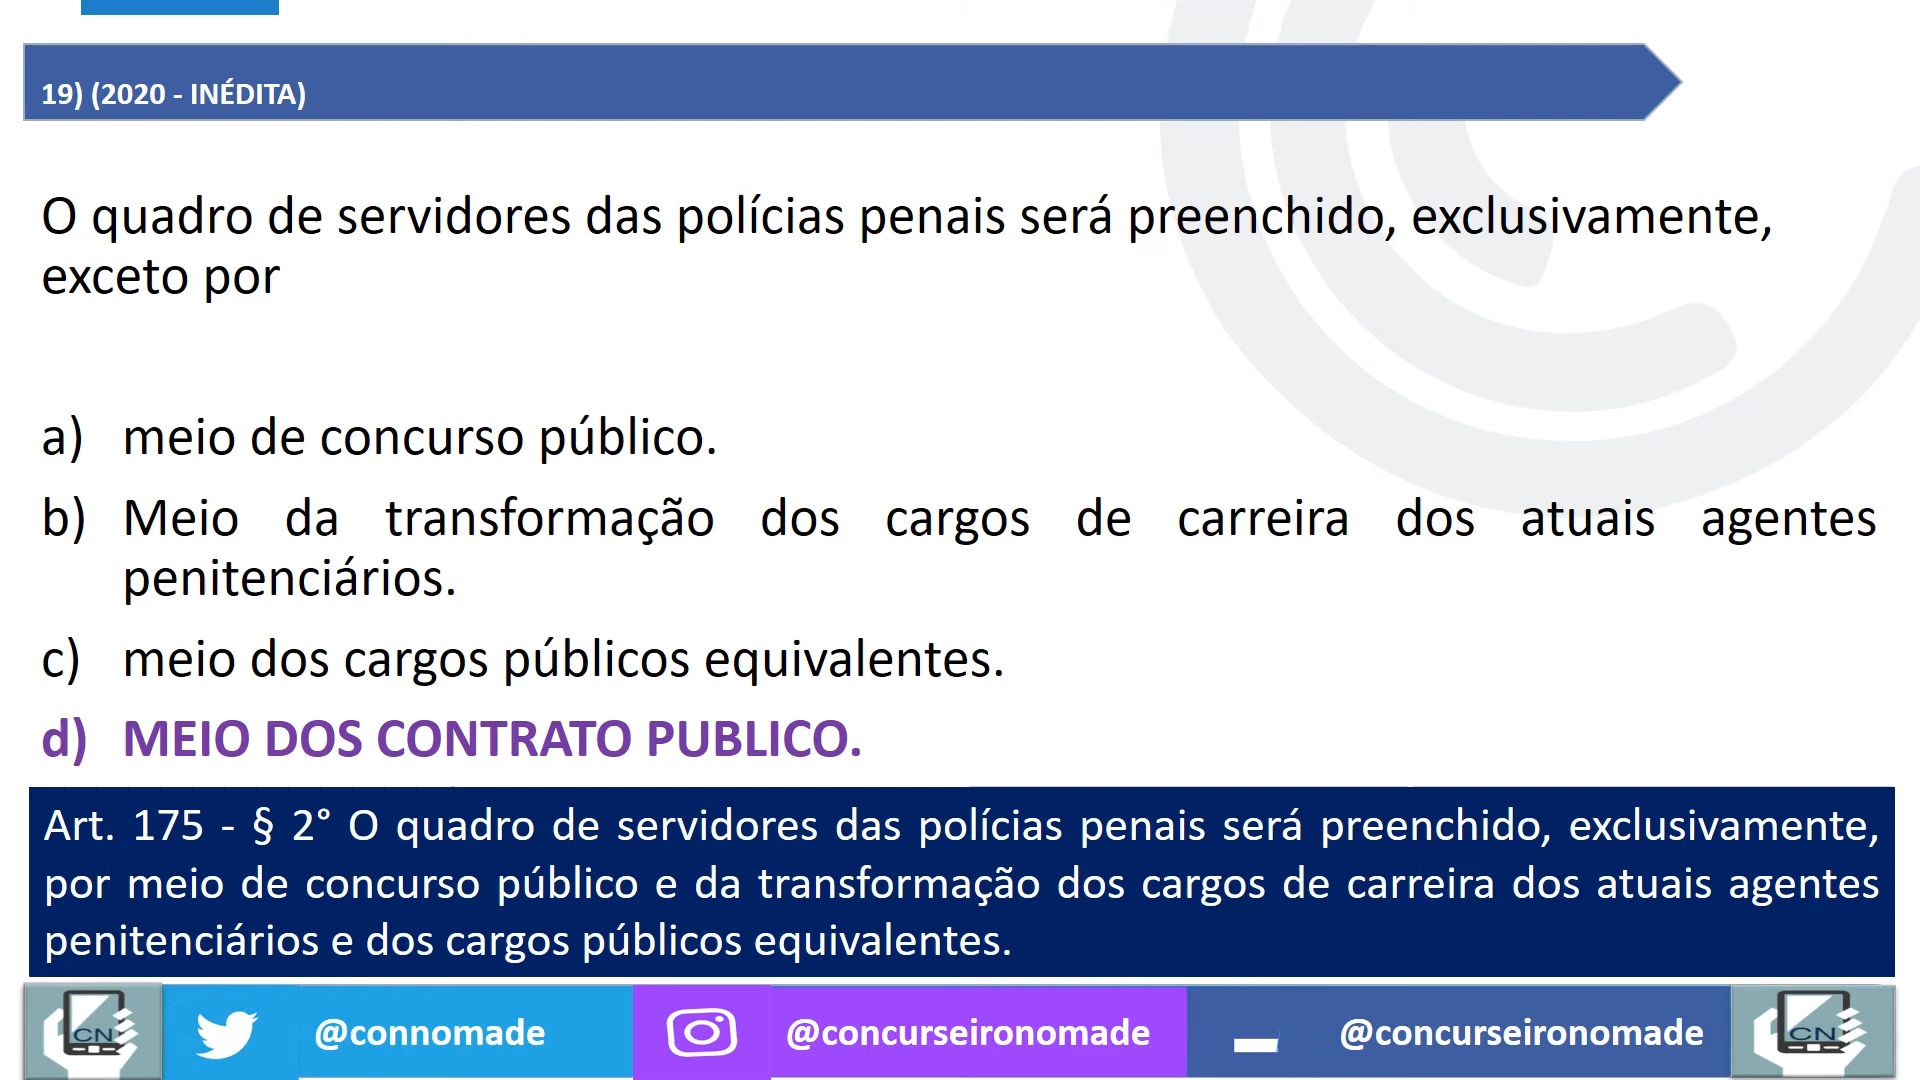 19) (2020 - INÉDITA)
O quadro de servidores das polícias penais será preenchido, exclusivamente,
exceto por
a) meio de concurso público.
b) Meio da transformação dos cargos de carreira dos atuais agentes
penitenciários.
c) meio dos cargos públicos equivalentes.
d) MEIO DOS CONTRATO PUBLICO.
Art. 175 - § 2° O quadro de servidores das polícias penais será preenchido, exclusivamente,
por meio de concurso público e da transformação dos cargos de carreira dos atuais agentes
penitenciários e dos cargos públicos equivalentes.
CN @connomade @concurseironomade @concurseironomade CN